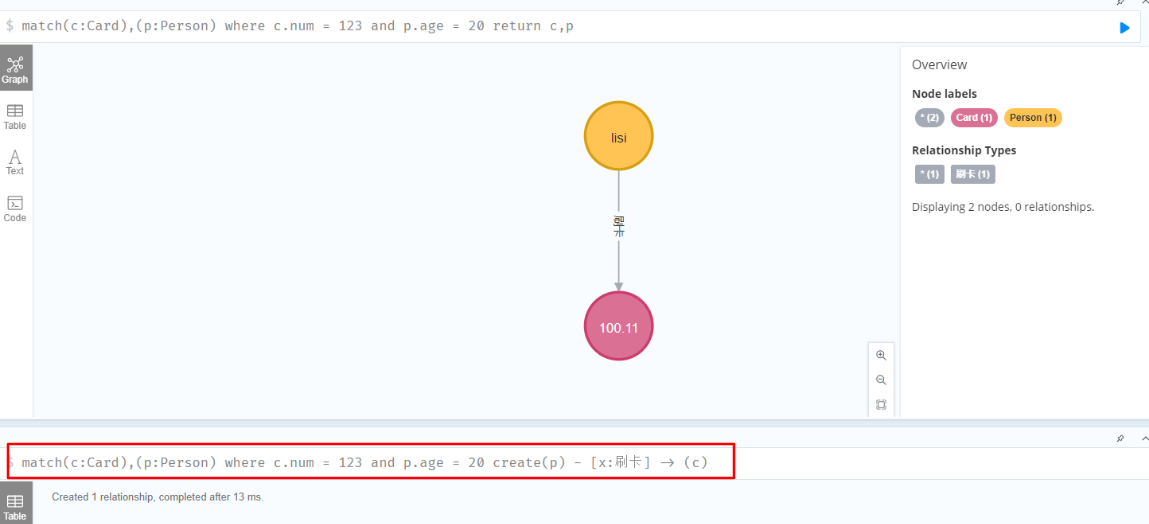 $ match(c:Card),(p:Person) where c.num = 123 and p.age = 20 return c,p
Graph
Table
A
Text
Code
lisi
刷卡
100.11
Overview
Node labels
* (2) Card (1) Person (1)
Relationship Types
* (1) 刷卡 (1)
Displaying 2 nodes, 0 relationships.
$ match(c:Card),(p:Person) where c.num = 123 and p.age = 20 create(p) - [x:刷卡] -> (c)
Table
Created 1 relationship, completed after 13 ms.